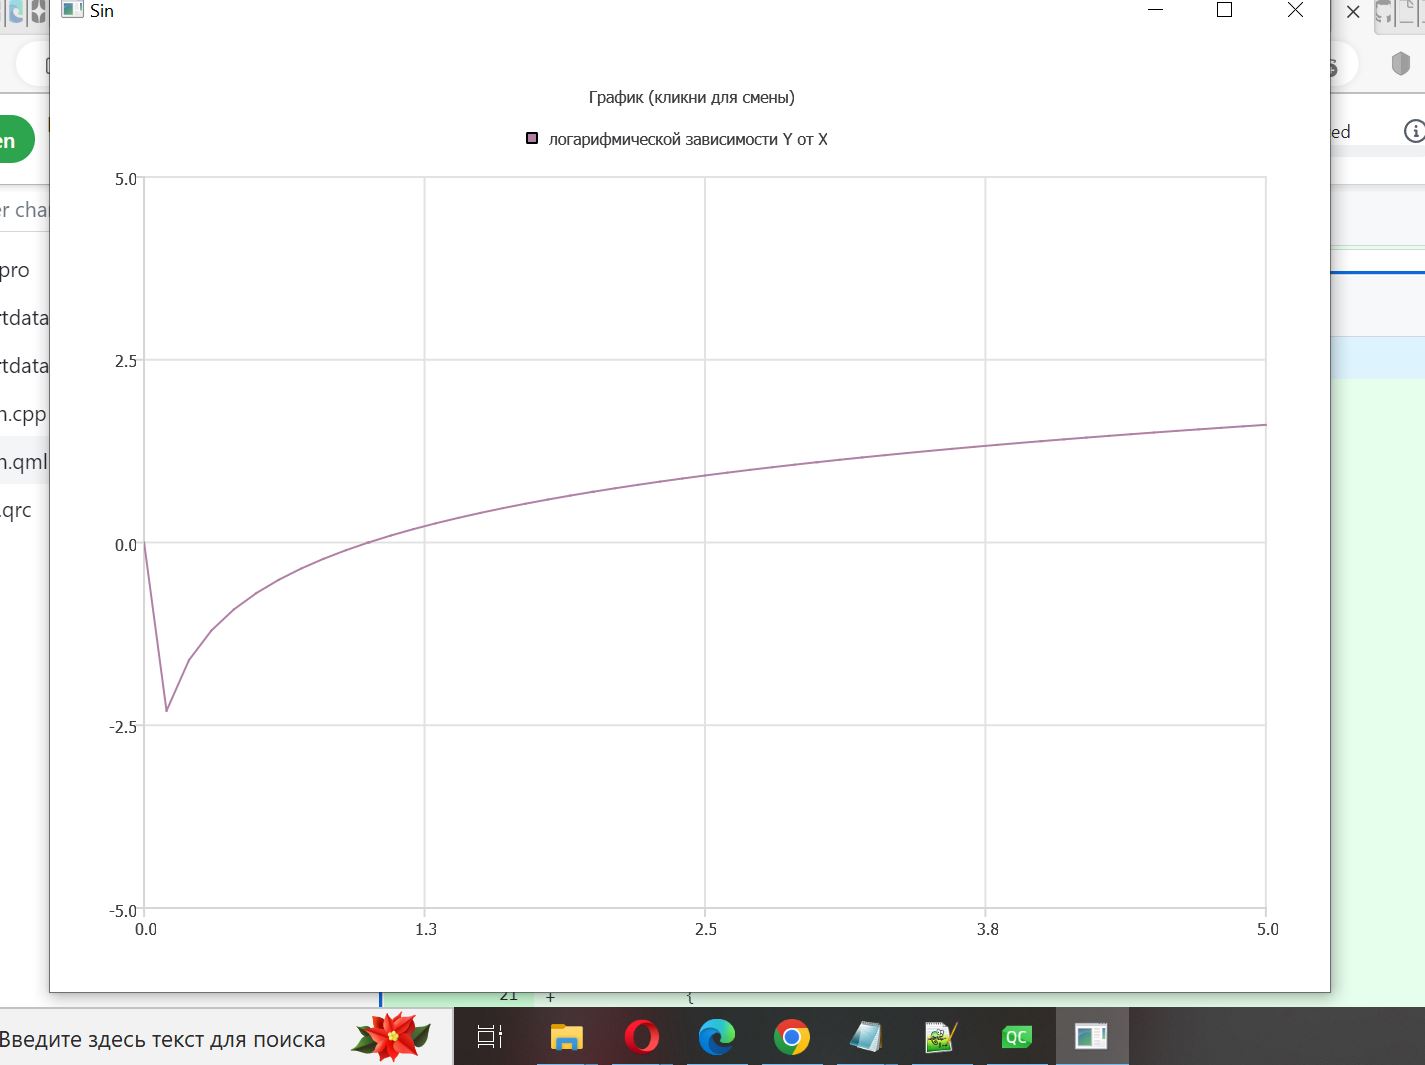 Sin
График (кликни для смены)
логарифмической зависимости Y от X
5.0
2.5
0.0
-2.5
-5.0
0.0
1.3
2.5
3.8
5.0
en
ed
er cha
pro
rtdata
rtdata
n.cpp
n.qml
.qrc
21 + {
Введите здесь текст для поиска
QC